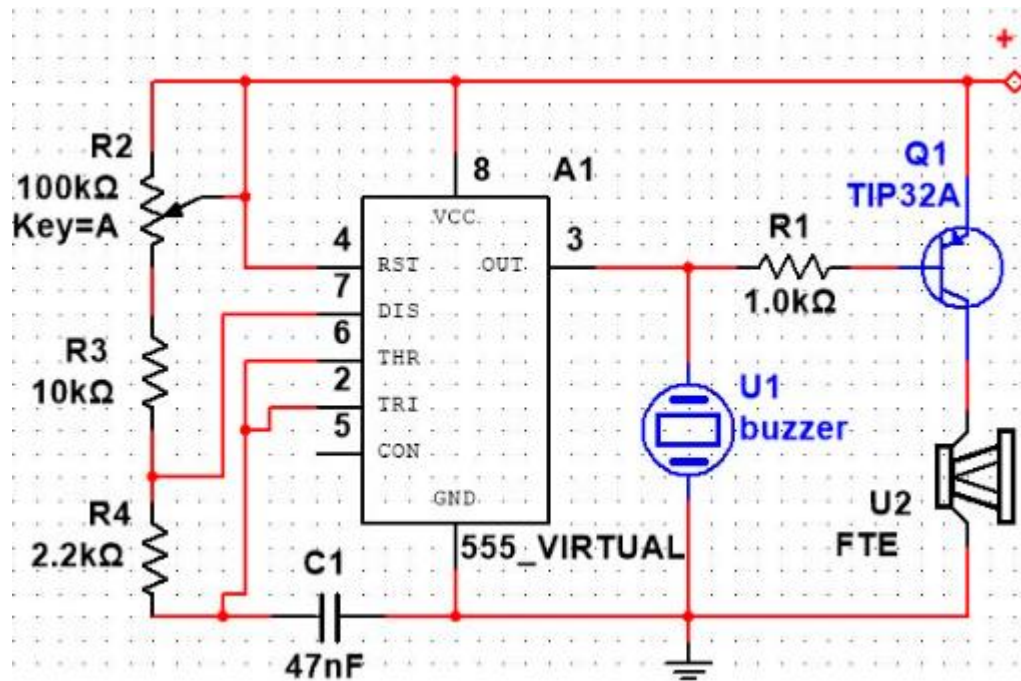 +
R2
100kΩ
Key=A
8
A1
Q1
TIP32A
VCC
4
RST
OUT
3
R1
1.0kΩ
7
DIS
6
THR
R3
10kΩ
2
TRI
5
CON
U1
buzzer
GND
R4
2.2kΩ
555_VIRTUAL
U2
FTE
C1
47nF